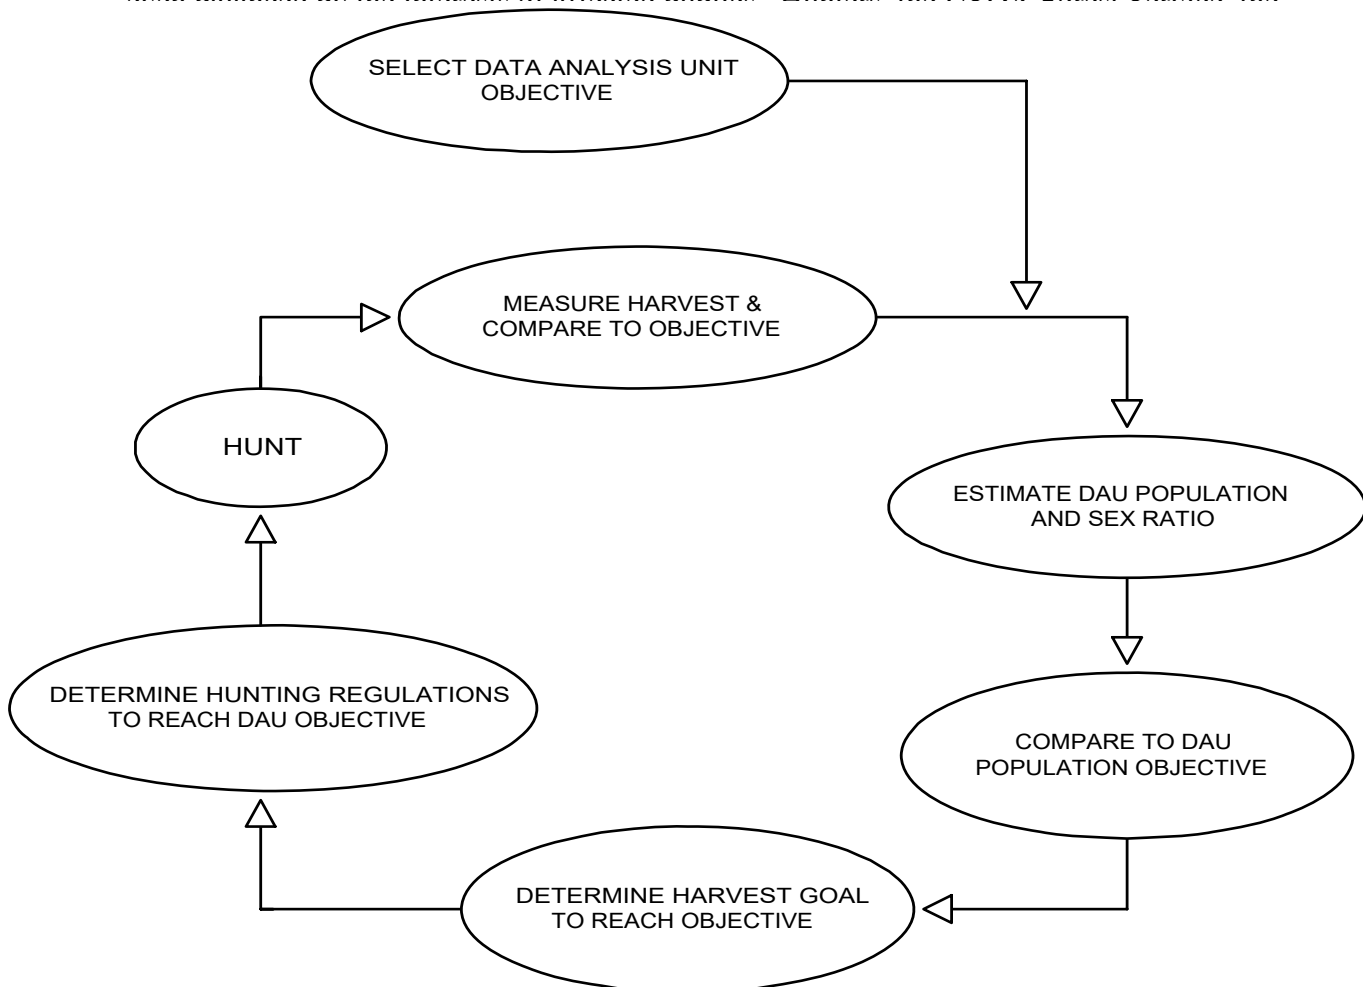 SELECT DATA ANALYSIS UNIT
OBJECTIVE
MEASURE HARVEST &
COMPARE TO OBJECTIVE
HUNT
ESTIMATE DAU POPULATION
AND SEX RATIO
DETERMINE HUNTING REGULATIONS
TO REACH DAU OBJECTIVE
COMPARE TO DAU
POPULATION OBJECTIVE
DETERMINE HARVEST GOAL
TO REACH OBJECTIVE